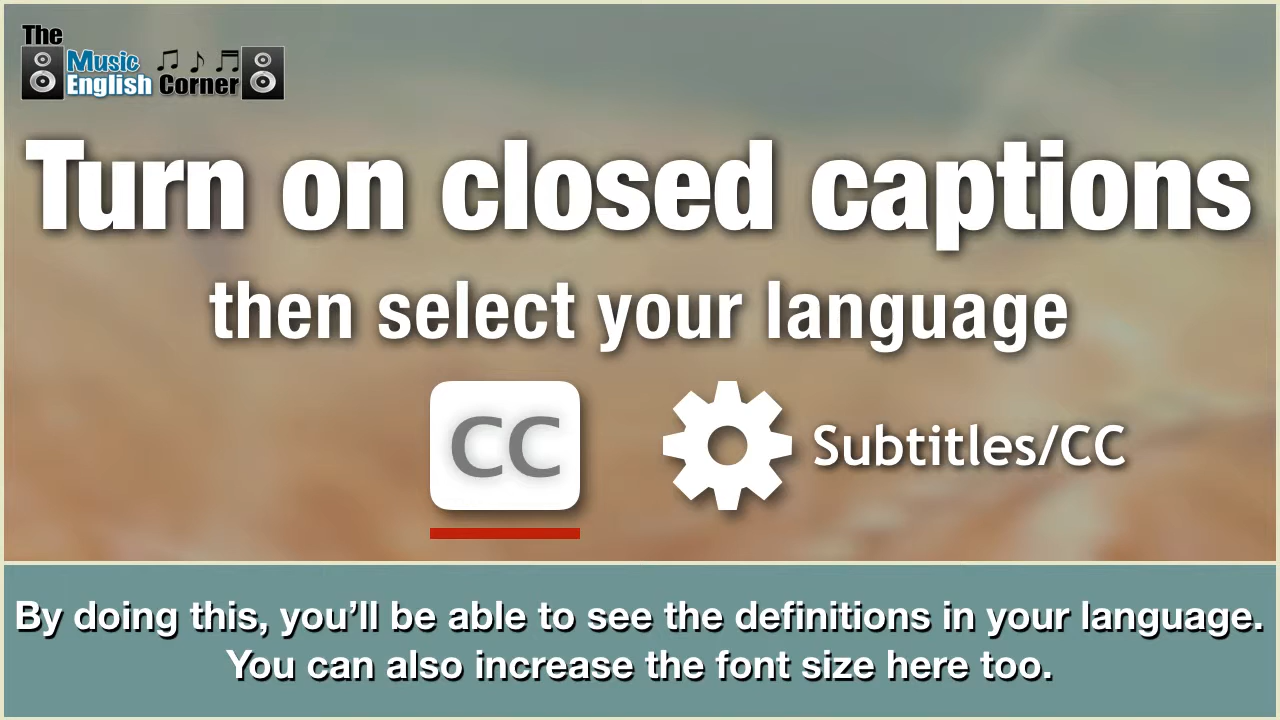 The
Music
English Corner
Turn on closed captions
then select your language
CC
Subtitles/CC
By doing this, you’ll be able to see the definitions in your language.
You can also increase the font size here too.